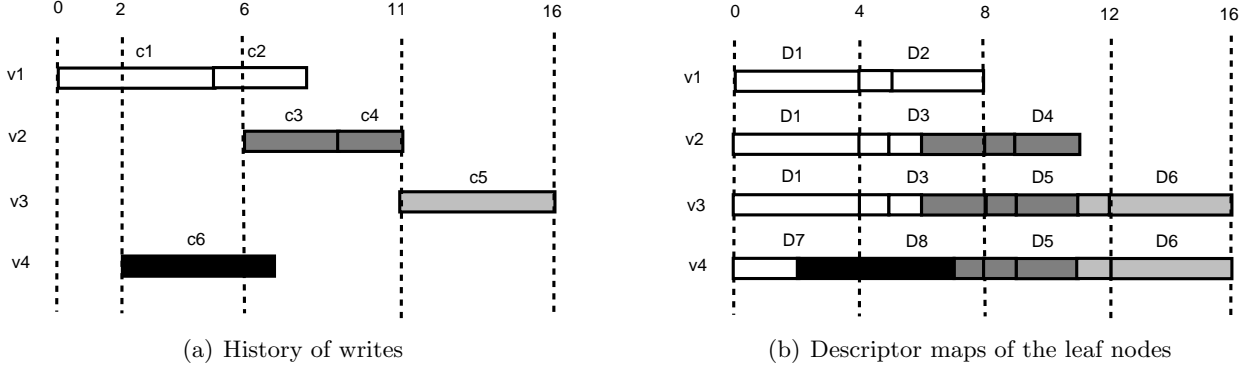 0 2 6 11 16
c1 c2
v1
c3 c4
v2
c5
v3
c6
v4
(a) History of writes
0 4 8 12 16
D1 D2
v1
D1 D3 D4
v2
D1 D3 D5 D6
v3
D7 D8 D5 D6
v4
(b) Descriptor maps of the leaf nodes